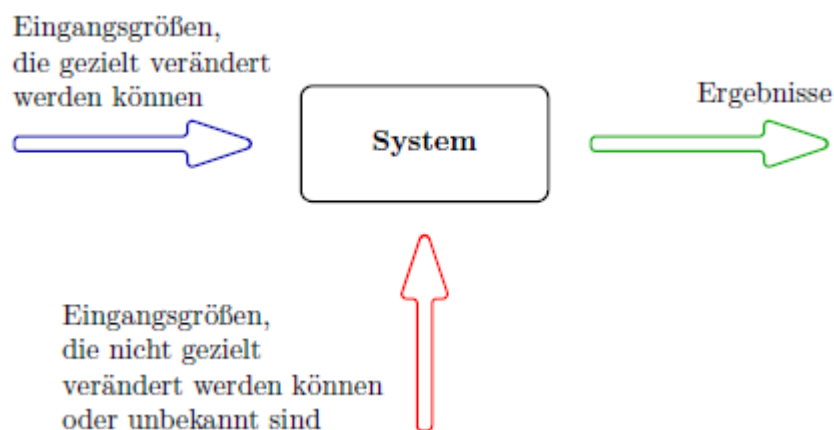 Eingangsgrößen,
die gezielt verändert
werden können
System
Ergebnisse
Eingangsgrößen,
die nicht gezielt
verändert werden können
oder unbekannt sind